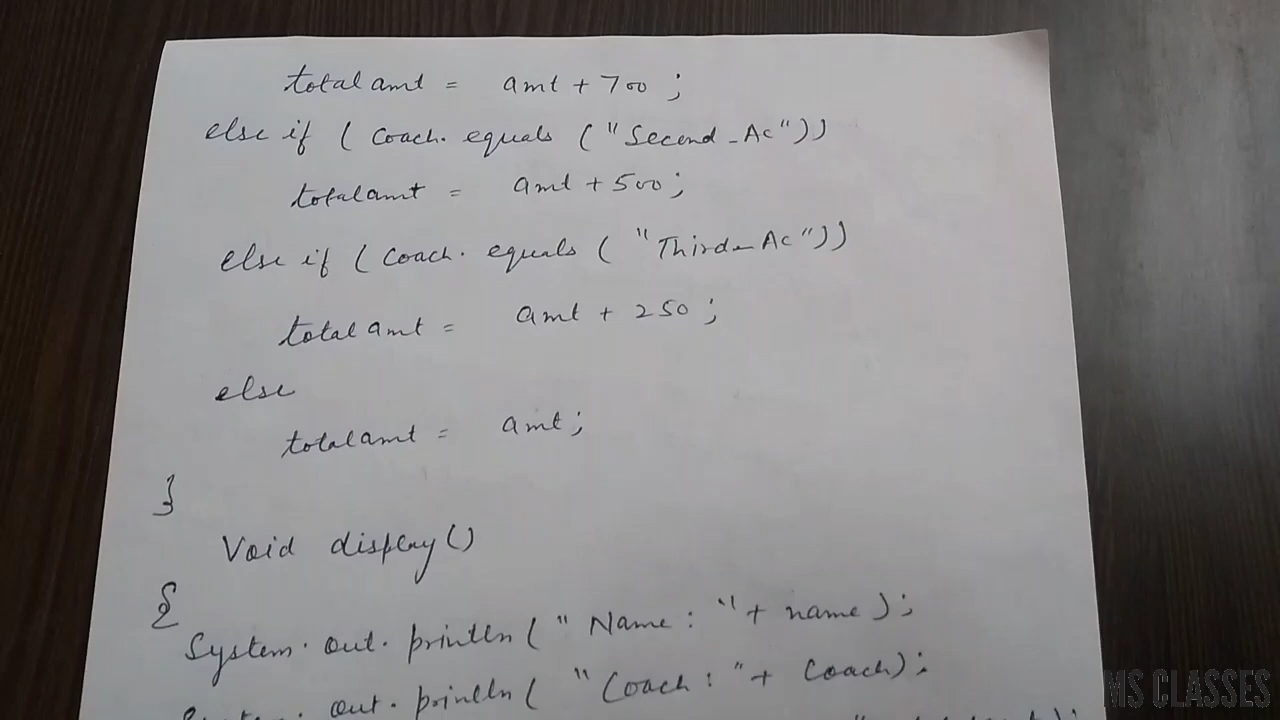 totalamt = amt + 700;
else if (Coach. equals ("Second_Ac"))
totalamt = amt + 500;
else if (Coach. equals ("Third_Ac"))
totalamt = amt + 250;
else
totalamt = amt;
}
Void display()
{
System. out. println (" Name: "+ name);
out. println ( "Coach: "+ Coach);
MS CLASSES